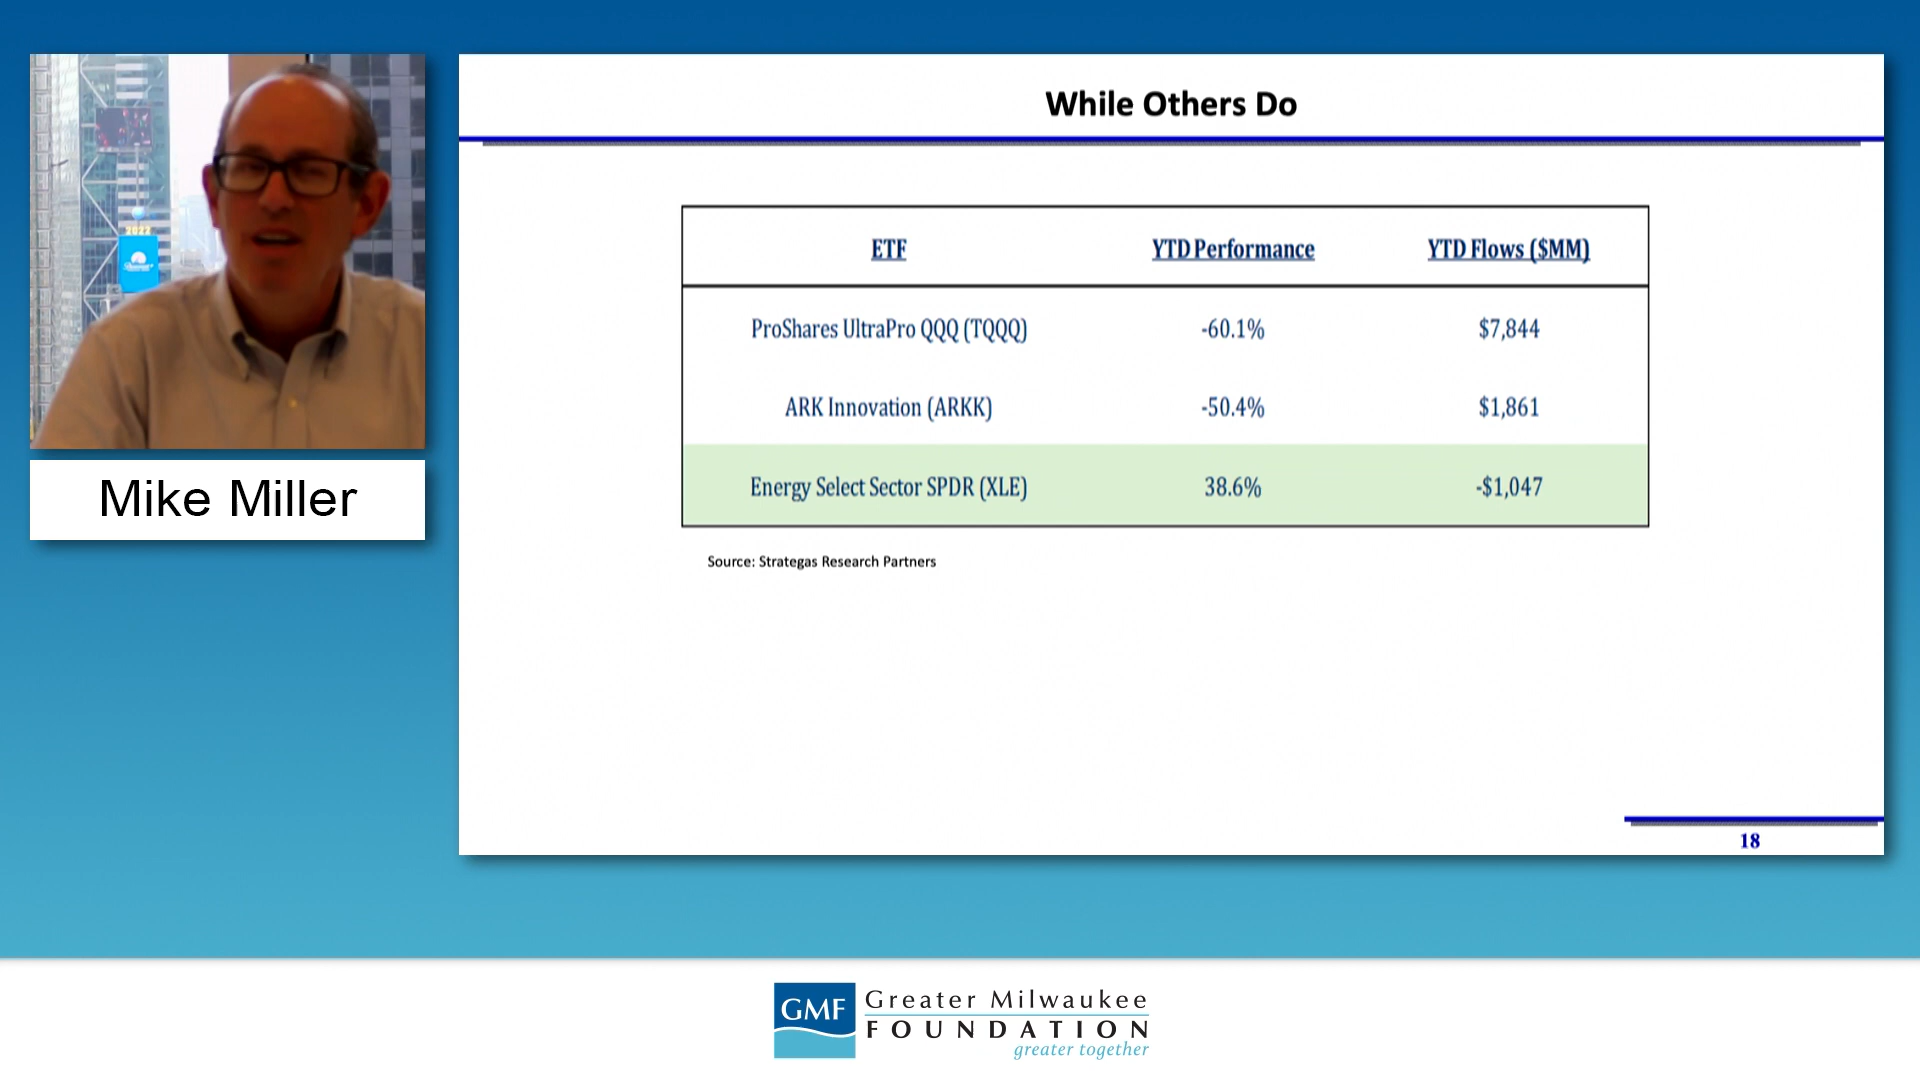 2022
Mike Miller
While Others Do
ETF YTD Performance YTD Flows ($MM)
ProShares UltraPro QQQ (TQQQ) -60.1% $7,844
ARK Innovation (ARKK) -50.4% $1,861
Energy Select Sector SPDR (XLE) 38.6% -$1,047
Source: Strategas Research Partners
18
GMF Greater Milwaukee
FOUNDATION
greater together